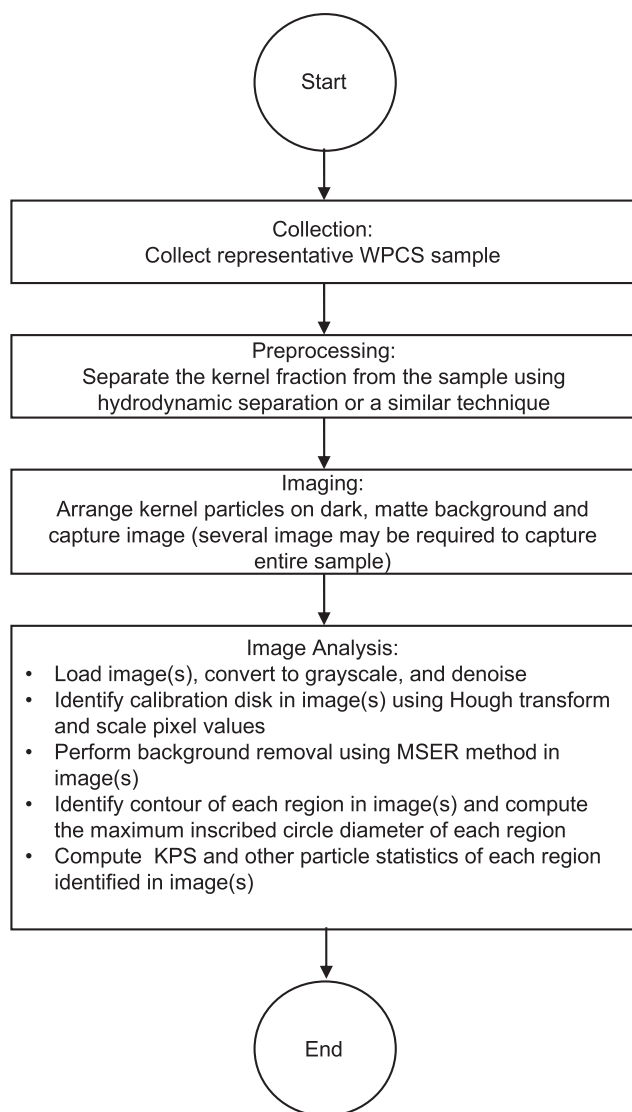 Start
Collection:
Collect representative WPCS sample
Preprocessing:
Separate the kernel fraction from the sample using
hydrodynamic separation or a similar technique
Imaging:
Arrange kernel particles on dark, matte background and
capture image (several image may be required to capture
entire sample)
Image Analysis:
• Load image(s), convert to grayscale, and denoise
• Identify calibration disk in image(s) using Hough transform
and scale pixel values
• Perform background removal using MSER method in
image(s)
• Identify contour of each region in image(s) and compute
the maximum inscribed circle diameter of each region
• Compute KPS and other particle statistics of each region
identified in image(s)
End